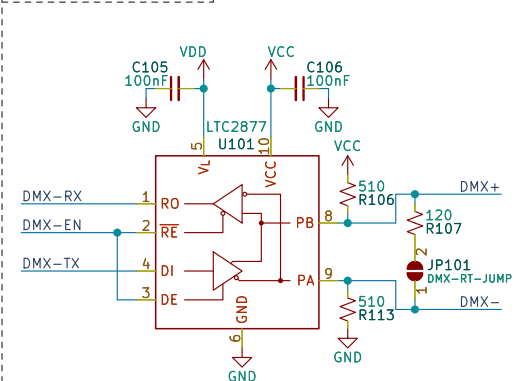 VDD
VCC
C105
100nF
C106
100nF
GND
GND
LTC2877
U101
5
10
VL
VCC
VCC
510
R106
DMX+
DMX-RX
1
RO
DMX-EN
2
RE
PB
8
120
R107
DMX-TX
4
DI
2
JP101
DMX-RT-JUMP
1
PA
9
3
DE
510
R113
DMX-
GND
6
GND
GND